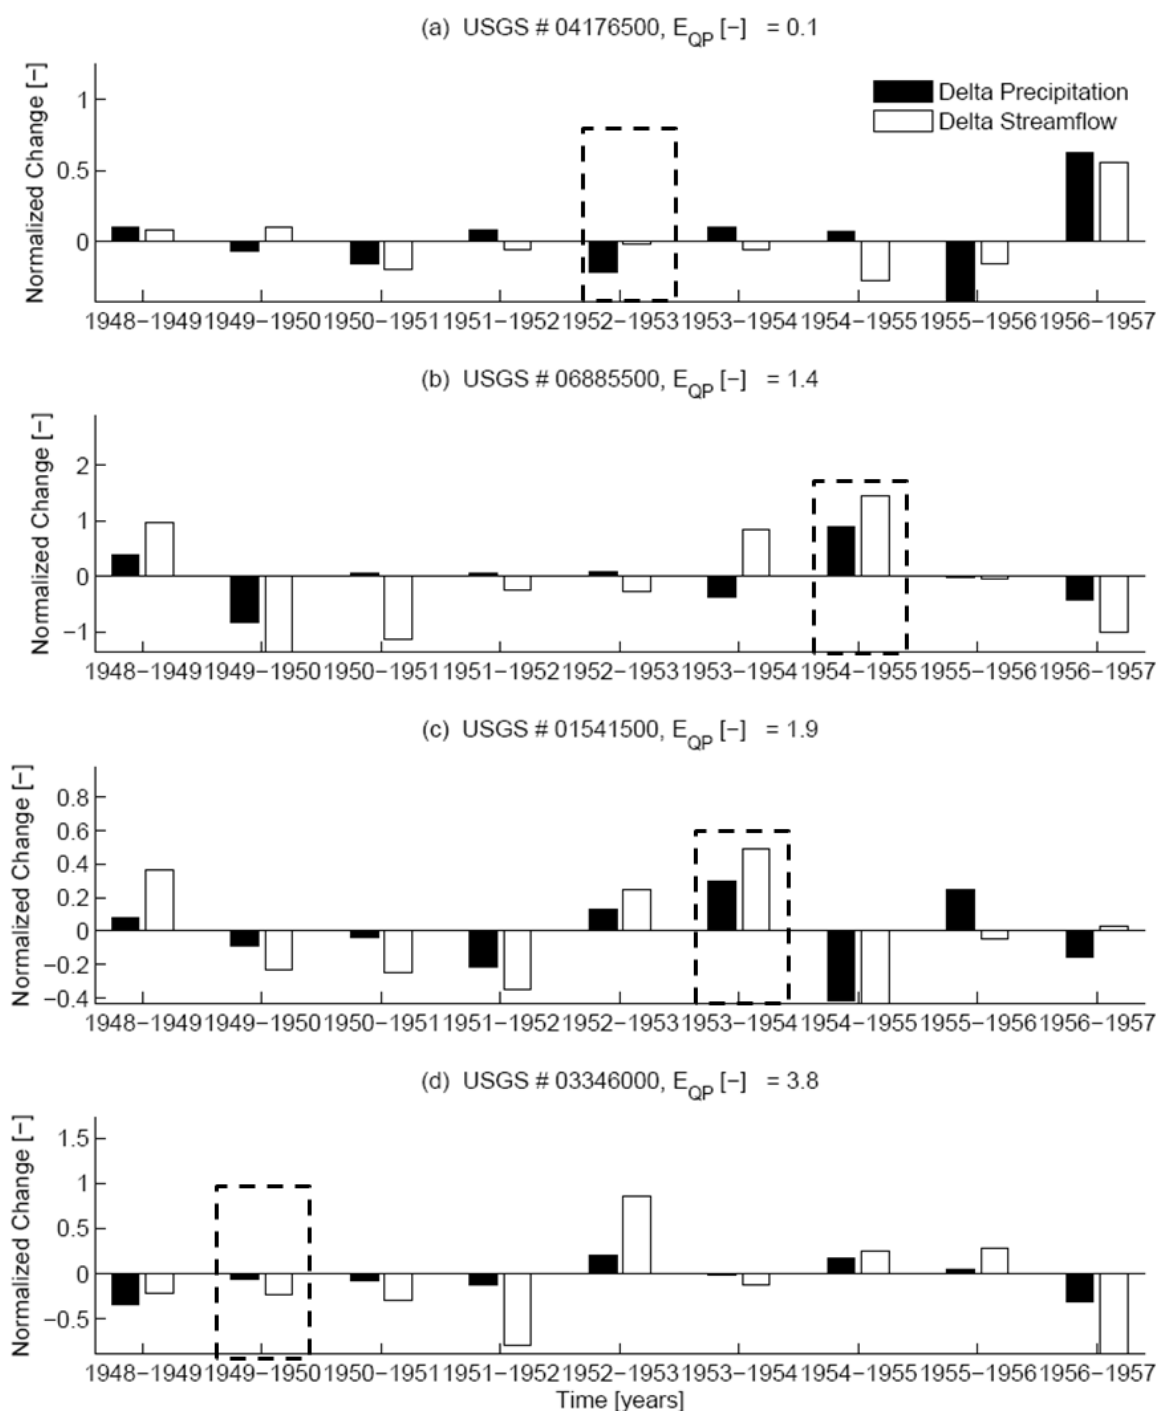 (a) USGS # 04176500, E_QP [−] = 0.1
Normalized Change [−]
Delta Precipitation
Delta Streamflow
1
0.5
0
1948−1949 1949−1950 1950−1951 1951−1952 1952−1953 1953−1954 1954−1955 1955−1956 1956−1957
(b) USGS # 06885500, E_QP [−] = 1.4
Normalized Change [−]
2
1
0
−1
1948−1949 1949−1950 1950−1951 1951−1952 1952−1953 1953−1954 1954−1955 1955−1956 1956−1957
(c) USGS # 01541500, E_QP [−] = 1.9
Normalized Change [−]
0.8
0.6
0.4
0.2
0
−0.2
−0.4
1948−1949 1949−1950 1950−1951 1951−1952 1952−1953 1953−1954 1954−1955 1955−1956 1956−1957
(d) USGS # 03346000, E_QP [−] = 3.8
Normalized Change [−]
1.5
1
0.5
0
−0.5
1948−1949 1949−1950 1950−1951 1951−1952 1952−1953 1953−1954 1954−1955 1955−1956 1956−1957
Time [years]